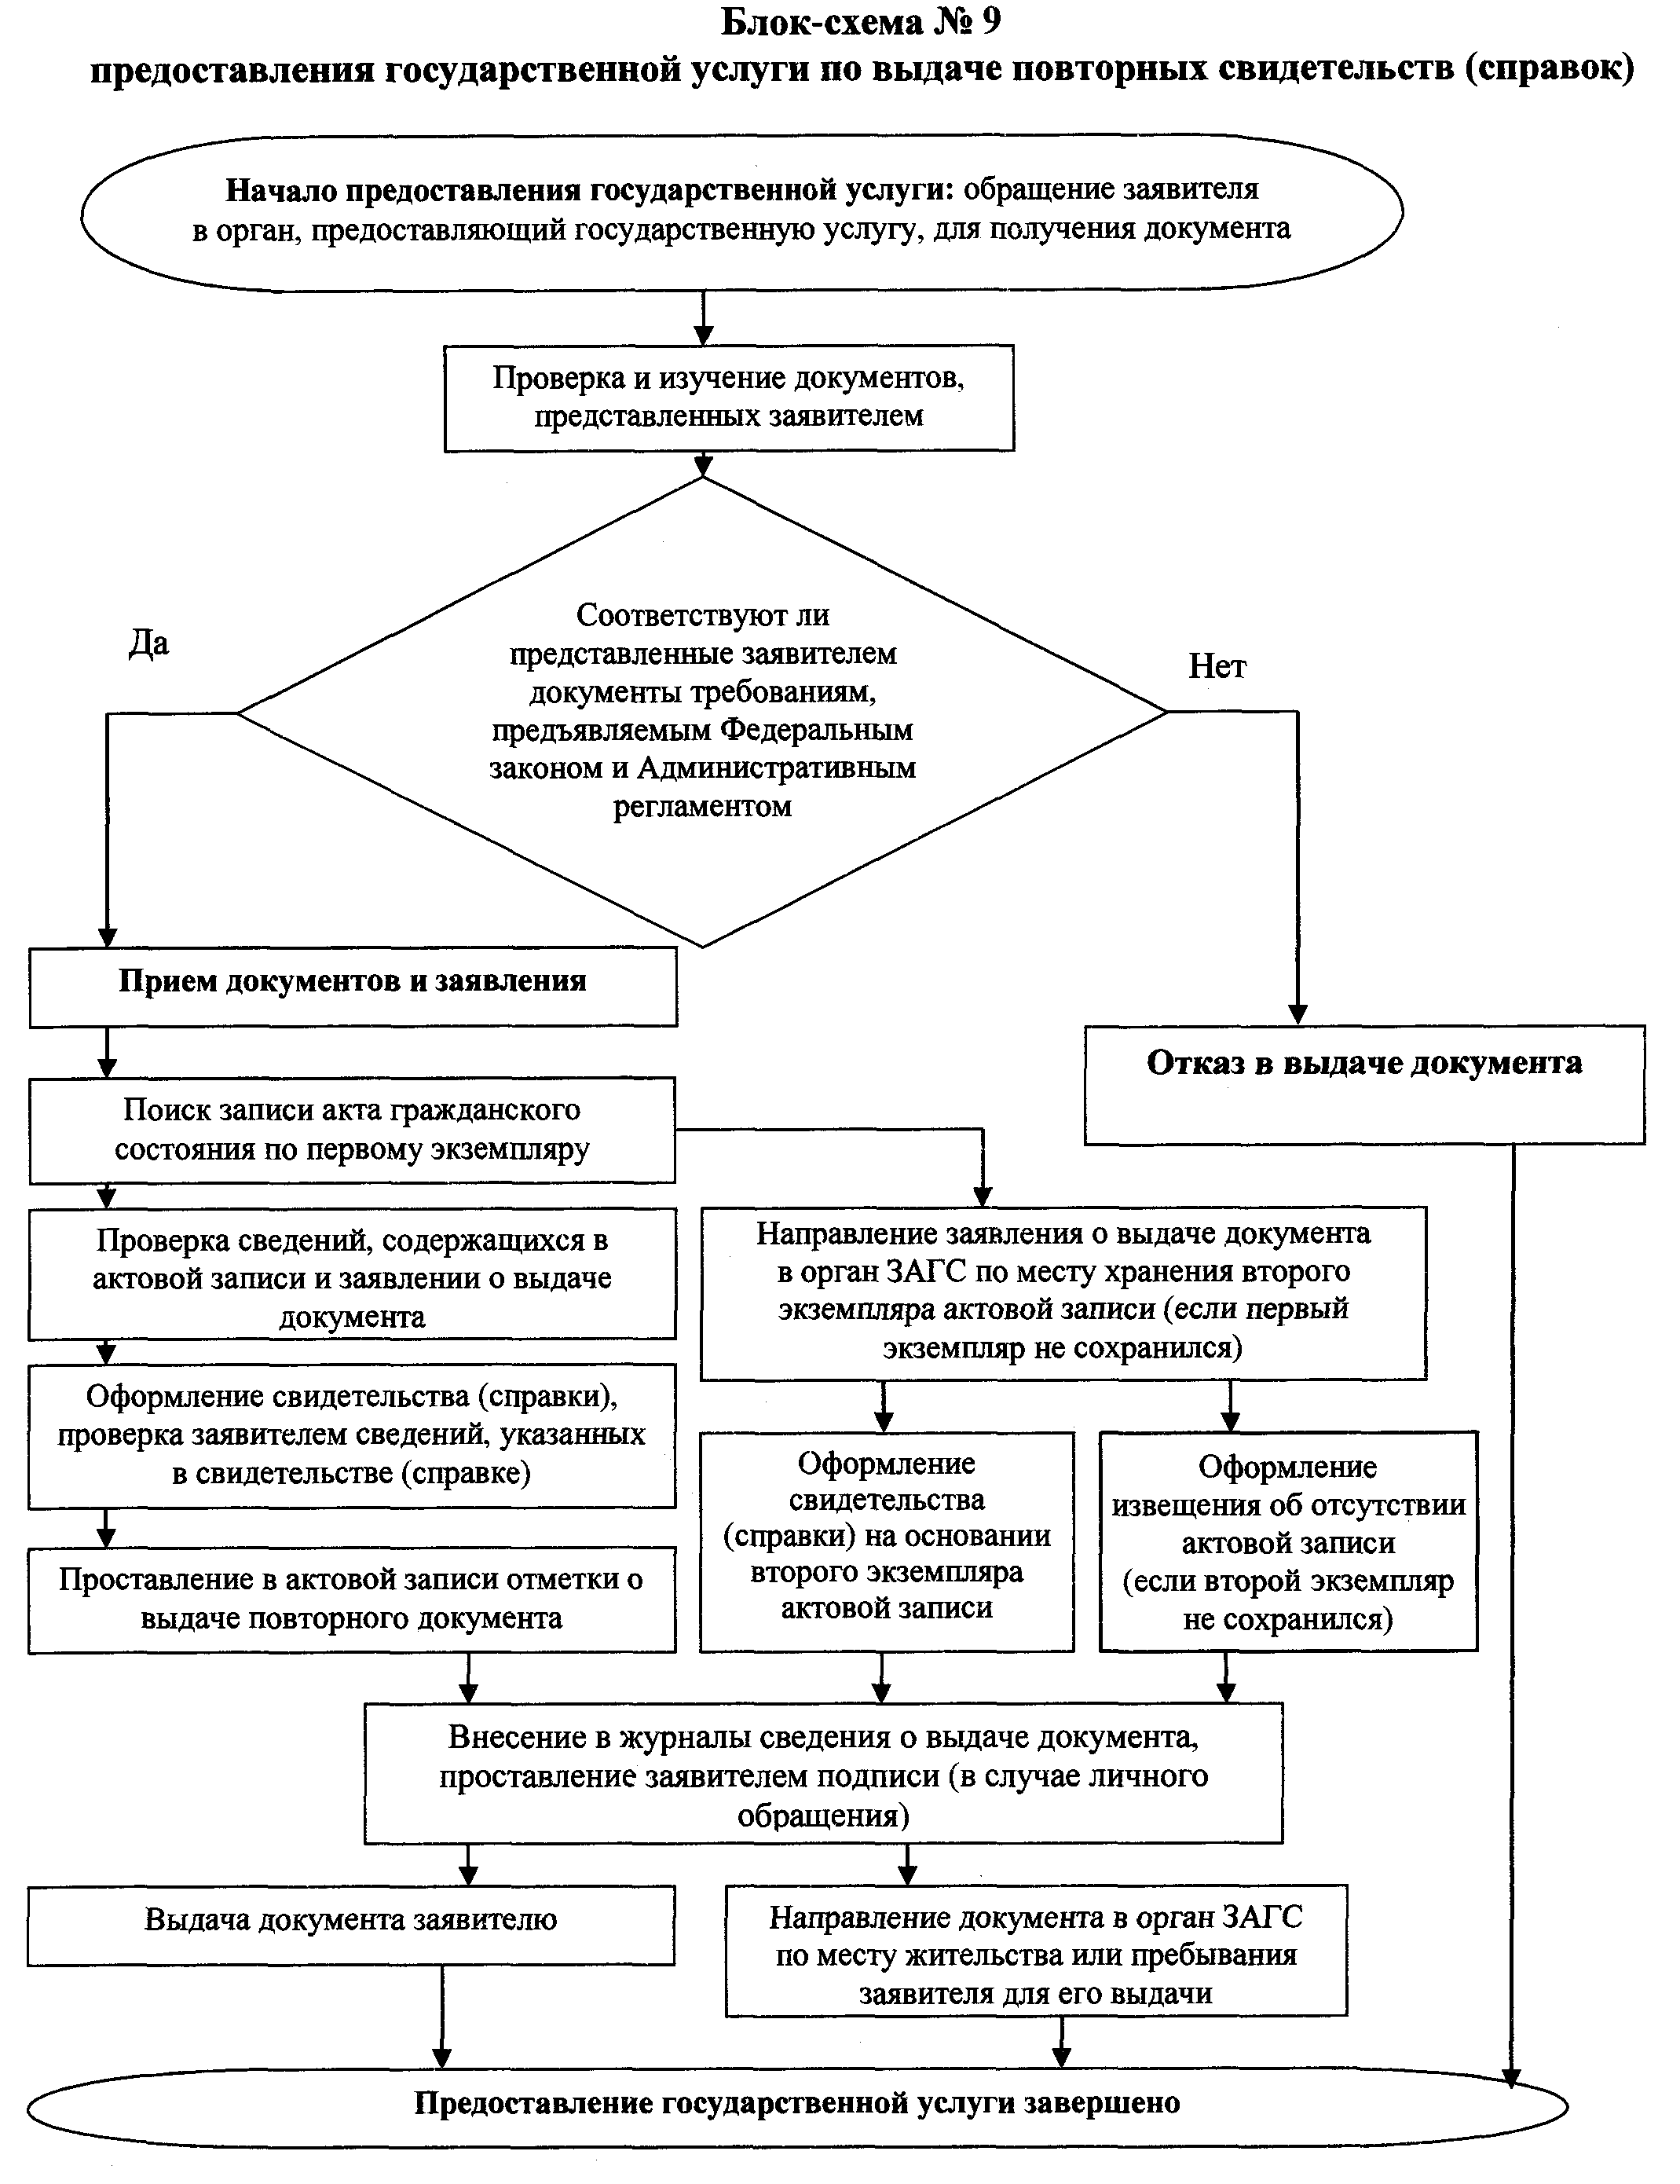 Блок-схема № 9
предоставления государственной услуги по выдаче повторных свидетельств (справок)
Начало предоставления государственной услуги: обращение заявителя
в орган, предоставляющий государственную услугу, для получения документа
Проверка и изучение документов,
представленных заявителем
Соответствуют ли
представленные заявителем
документы требованиям,
предъявляемым Федеральным
законом и Административным
регламентом
Да
Нет
Прием документов и заявления
Отказ в выдаче документа
Поиск записи акта гражданского
состояния по первому экземпляру
Проверка сведений, содержащихся в
актовой записи и заявлении о выдаче
документа
Направление заявления о выдаче документа
в орган ЗАГС по месту хранения второго
экземпляра актовой записи (если первый
экземпляр не сохранился)
Оформление свидетельства (справки),
проверка заявителем сведений, указанных
в свидетельстве (справке)
Оформление
свидетельства
(справки) на основании
второго экземпляра
актовой записи
Оформление
извещения об отсутствии
актовой записи
(если второй экземпляр
не сохранился)
Проставление в актовой записи отметки о
выдаче повторного документа
Внесение в журналы сведения о выдаче документа,
проставление заявителем подписи (в случае личного
обращения)
Выдача документа заявителю
Направление документа в орган ЗАГС
по месту жительства или пребывания
заявителя для его выдачи
Предоставление государственной услуги завершено